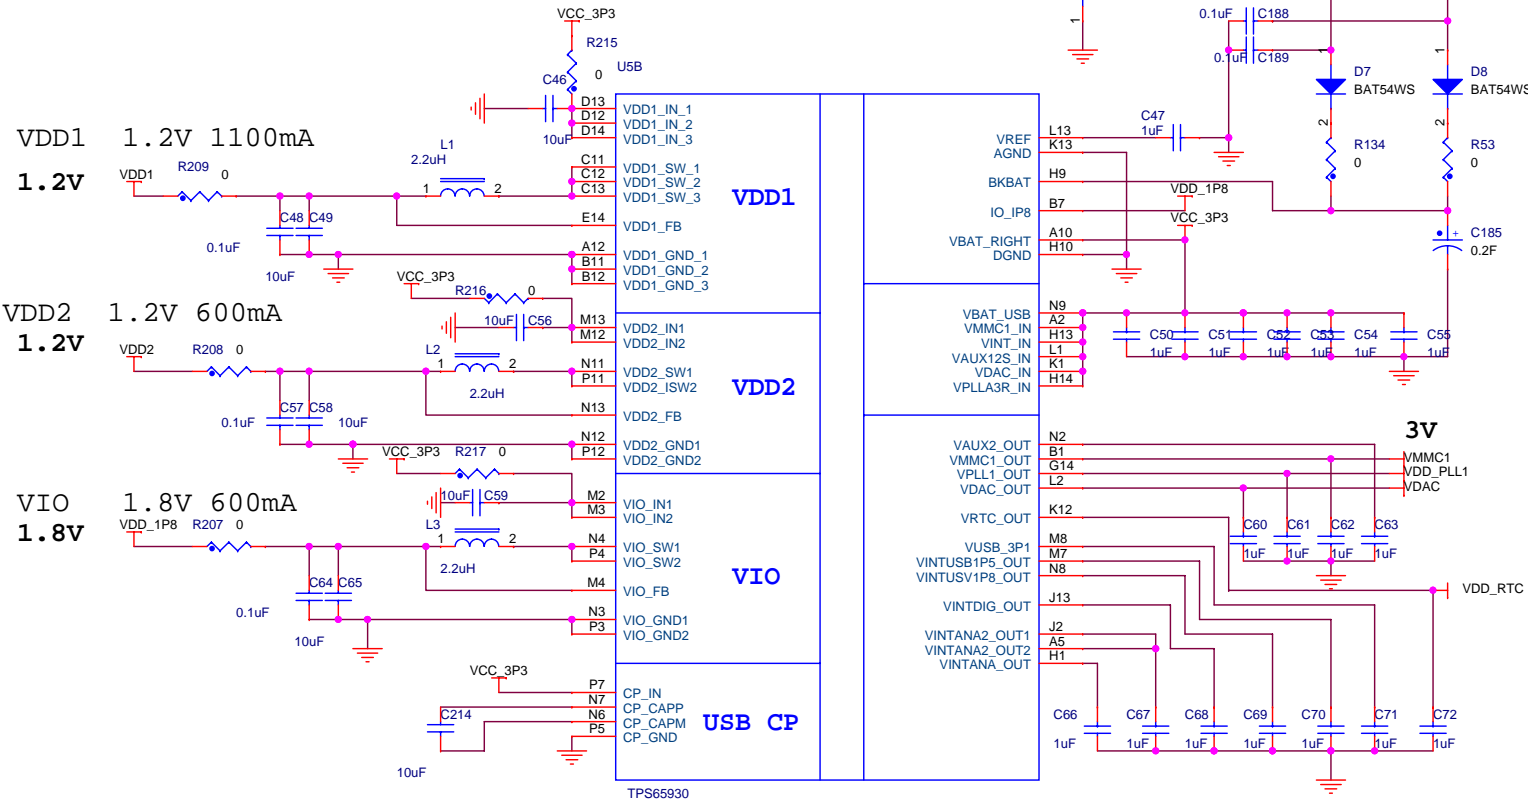 VCC_3P3
R215
0
U5B
C46
10uF
D13 VDD1_IN_1
D12 VDD1_IN_2
D14 VDD1_IN_3
VDD1 1.2V 1100mA
1.2V
VDD1
R209 0
L1
2.2uH
1 2
C11 VDD1_SW_1
C12 VDD1_SW_2
C13 VDD1_SW_3
VDD1
E14 VDD1_FB
C48 C49
0.1uF
10uF
A12 VDD1_GND_1
B11 VDD1_GND_2
B12 VDD1_GND_3
VCC_3P3
R216 0
VDD2 1.2V 600mA
1.2V
10uF C56
M13 VDD2_IN1
M12 VDD2_IN2
VDD2
R208 0
L2
1 2
2.2uH
N11 VDD2_SW1
P11 VDD2_ISW2
VDD2
N13 VDD2_FB
C57 C58
0.1uF 10uF
N12 VDD2_GND1
P12 VDD2_GND2
VCC_3P3
R217 0
VIO 1.8V 600mA
1.8V
10uF C59
M2 VIO_IN1
M3 VIO_IN2
VDD_1P8
R207 0
L3
1 2
2.2uH
N4 VIO_SW1
P4 VIO_SW2
VIO
M4 VIO_FB
C64 C65
0.1uF
10uF
N3 VIO_GND1
P3 VIO_GND2
VCC_3P3
P7 CP_IN
N7 CP_CAPP
N6 CP_CAPM
P5 CP_GND
USB CP
C214
10uF
TPS65930
1
0.1uF C188
0.1uF C189
1
D7
BAT54WS
2
1
D8
BAT54WS
2
R134
0
R53
0
C47
1uF
VREF L13
AGND K13
BKBAT H9
VDD_1P8
IO_IP8 B7
VCC_3P3
VBAT_RIGHT A10
DGND H10
+ C185
0.2F
VBAT_USB N9
VMMC1_IN A2
VINT_IN H13
VAUX12S_IN L1
VDAC_IN K1
VPLLA3R_IN H14
C50 C51 C52 C53 C54 C55
1uF 1uF 1uF 1uF 1uF 1uF
3V
VAUX2_OUT N2
VMMC1_OUT B1
VPLL1_OUT G14
VDAC_OUT L2
VMMC1
VDD_PLL1
VDAC
VRTC_OUT K12
C60 C61 C62 C63
1uF 1uF 1uF 1uF
VUSB_3P1 M8
VINTUSB1P5_OUT M7
VINTUSV1P8_OUT N8
VDD_RTC
VINTDIG_OUT J13
VINTANA2_OUT1 J2
VINTANA2_OUT2 A5
VINTANA_OUT H1
C66 C67 C68 C69 C70 C71 C72
1uF 1uF 1uF 1uF 1uF 1uF 1uF